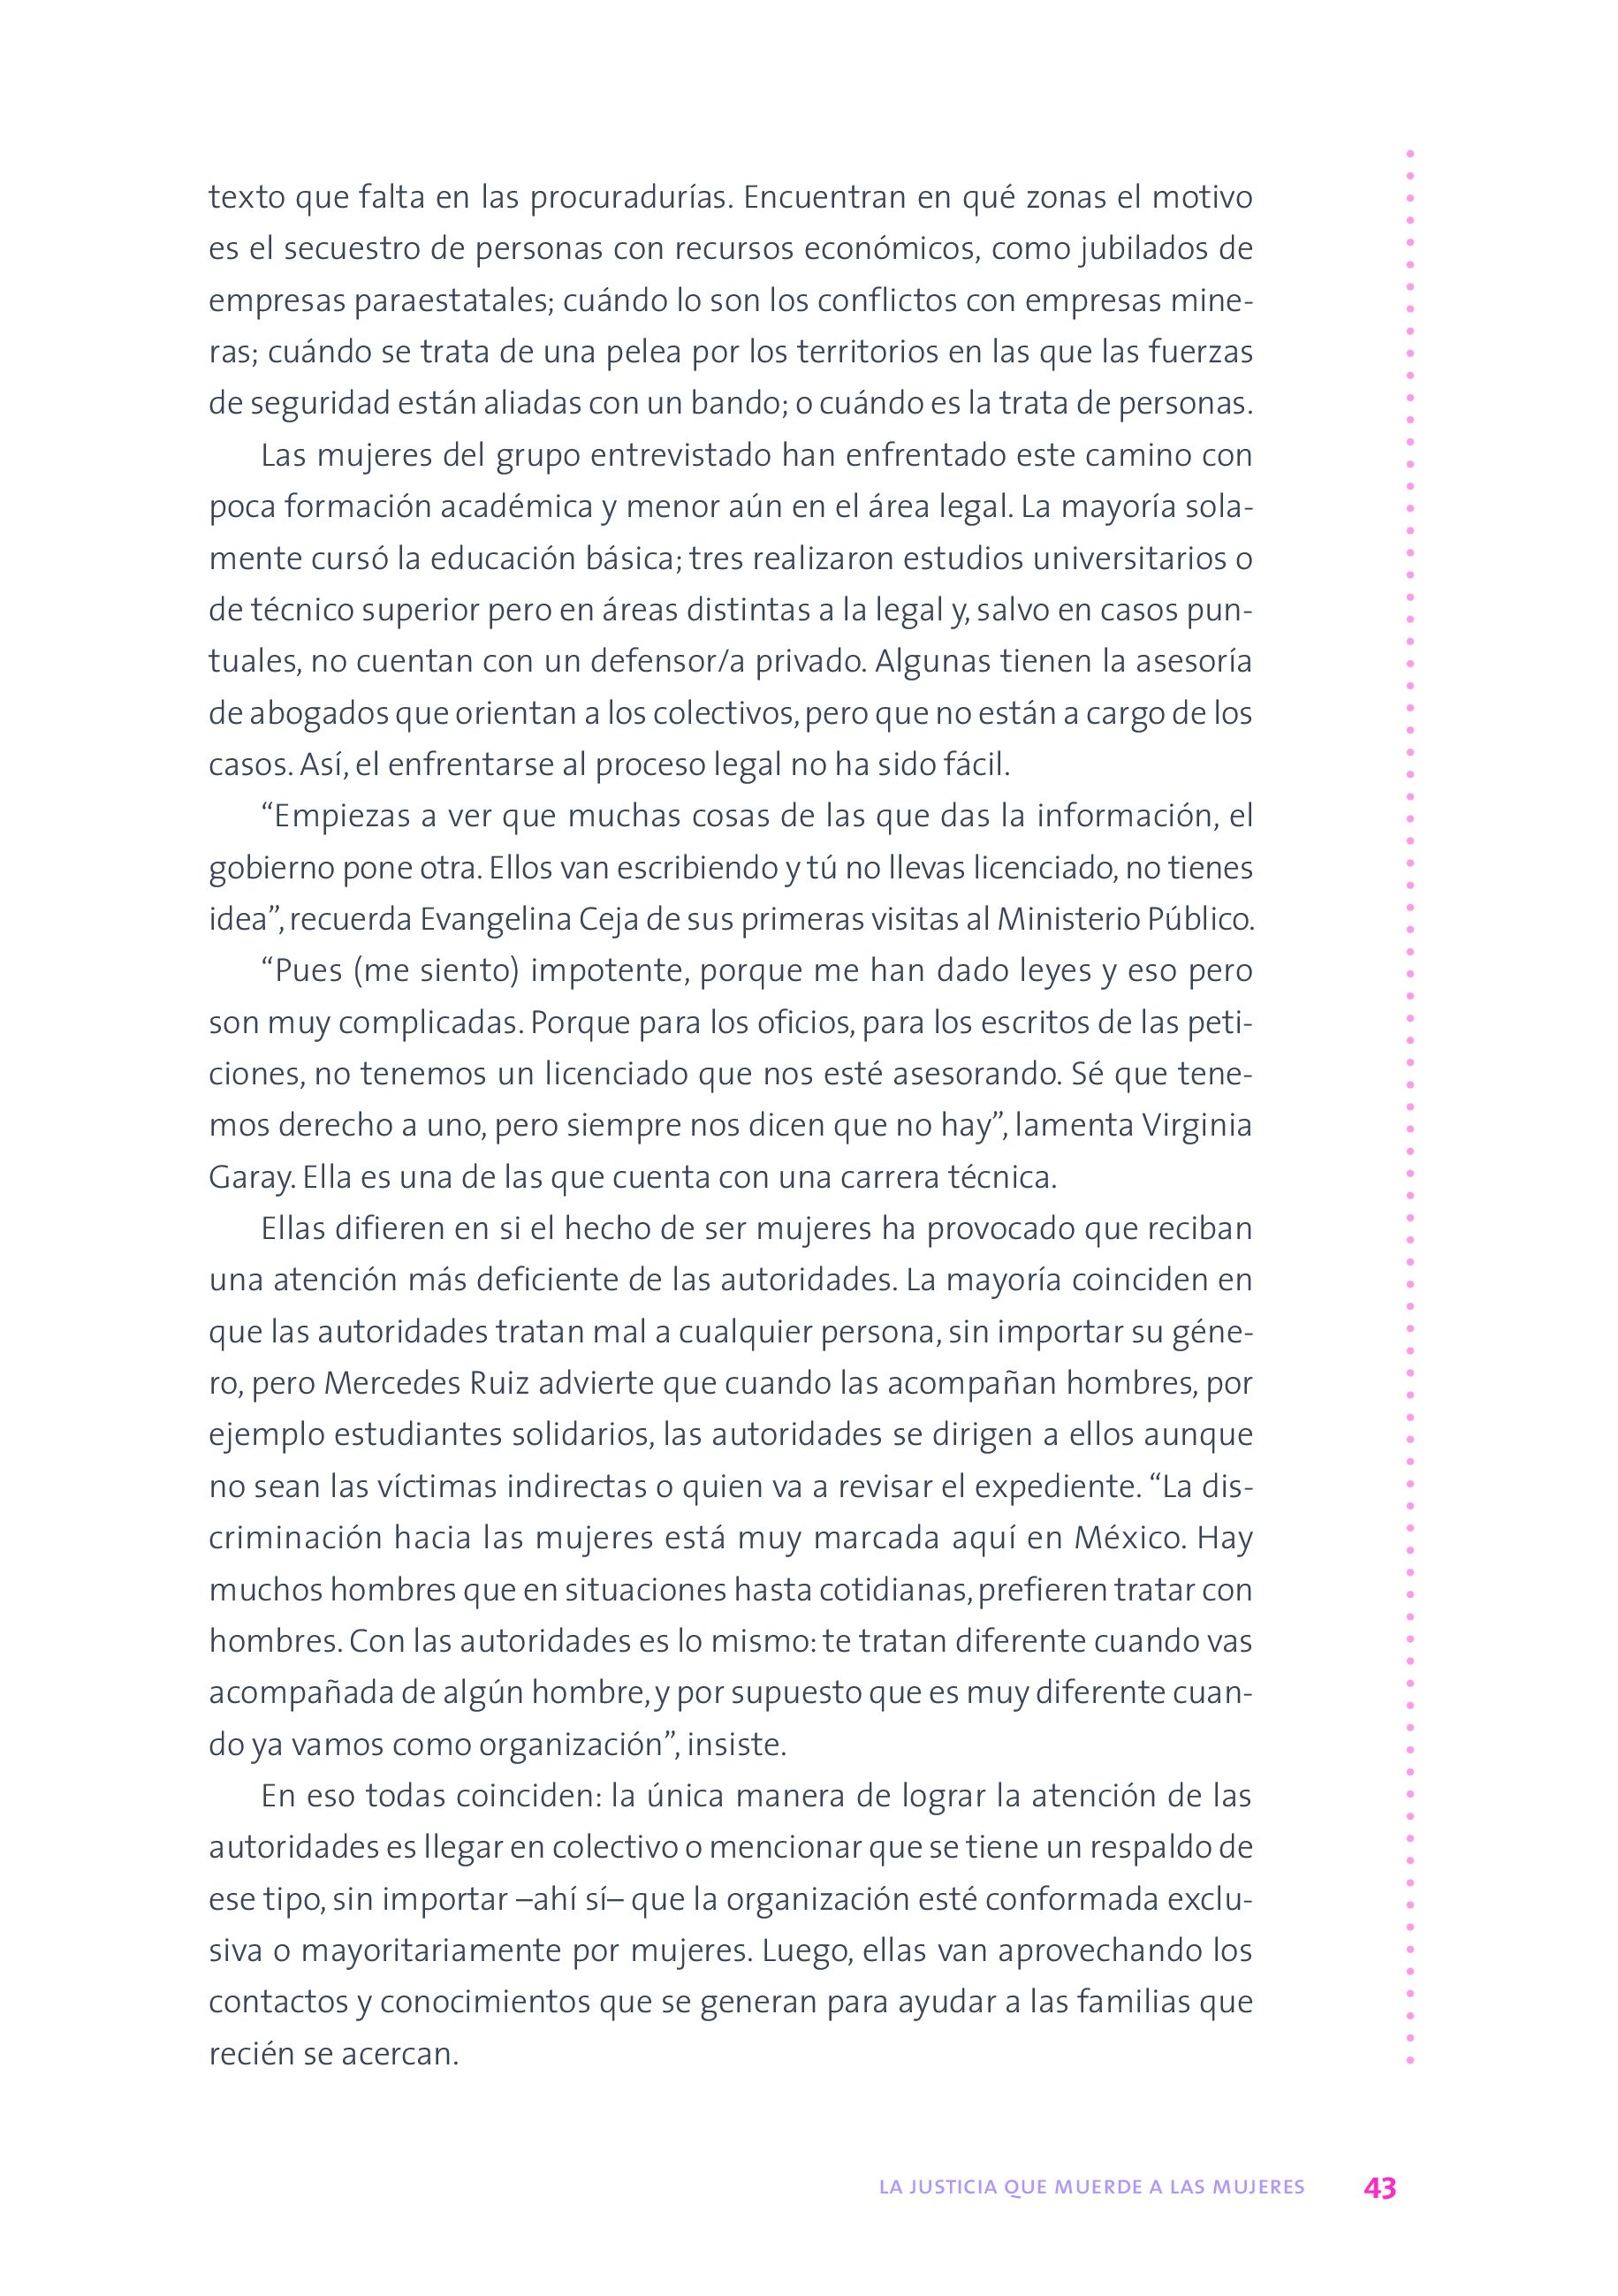 texto que falta en las procuradurías. Encuentran en qué zonas el motivo
es el secuestro de personas con recursos económicos, como jubilados de
empresas paraestatales; cuándo lo son los conflictos con empresas mine-
ras; cuándo se trata de una pelea por los territorios en las que las fuerzas
de seguridad están aliadas con un bando; o cuándo es la trata de personas.
Las mujeres del grupo entrevistado han enfrentado este camino con
poca formación académica y menor aún en el área legal. La mayoría sola-
mente cursó la educación básica; tres realizaron estudios universitarios o
de técnico superior pero en áreas distintas a la legal y, salvo en casos pun-
tuales, no cuentan con un defensor/a privado. Algunas tienen la asesoría
de abogados que orientan a los colectivos, pero que no están a cargo de los
casos. Así, el enfrentarse al proceso legal no ha sido fácil.
“Empiezas a ver que muchas cosas de las que das la información, el
gobierno pone otra. Ellos van escribiendo y tú no llevas licenciado, no tienes
idea”, recuerda Evangelina Ceja de sus primeras visitas al Ministerio Público.
“Pues (me siento) impotente, porque me han dado leyes y eso pero
son muy complicadas. Porque para los oficios, para los escritos de las peti-
ciones, no tenemos un licenciado que nos esté asesorando. Sé que tene-
mos derecho a uno, pero siempre nos dicen que no hay”, lamenta Virginia
Garay. Ella es una de las que cuenta con una carrera técnica.
Ellas difieren en si el hecho de ser mujeres ha provocado que reciban
una atención más deficiente de las autoridades. La mayoría coinciden en
que las autoridades tratan mal a cualquier persona, sin importar su géne-
ro, pero Mercedes Ruiz advierte que cuando las acompañan hombres, por
ejemplo estudiantes solidarios, las autoridades se dirigen a ellos aunque
no sean las víctimas indirectas o quien va a revisar el expediente. “La dis-
criminación hacia las mujeres está muy marcada aquí en México. Hay
muchos hombres que en situaciones hasta cotidianas, prefieren tratar con
hombres. Con las autoridades es lo mismo: te tratan diferente cuando vas
acompañada de algún hombre, y por supuesto que es muy diferente cuan-
do ya vamos como organización”, insiste.
En eso todas coinciden: la única manera de lograr la atención de las
autoridades es llegar en colectivo o mencionar que se tiene un respaldo de
ese tipo, sin importar –ahí sí– que la organización esté conformada exclu-
siva o mayoritariamente por mujeres. Luego, ellas van aprovechando los
contactos y conocimientos que se generan para ayudar a las familias que
recién se acercan.
LA JUSTICIA QUE MUERDE A LAS MUJERES 43